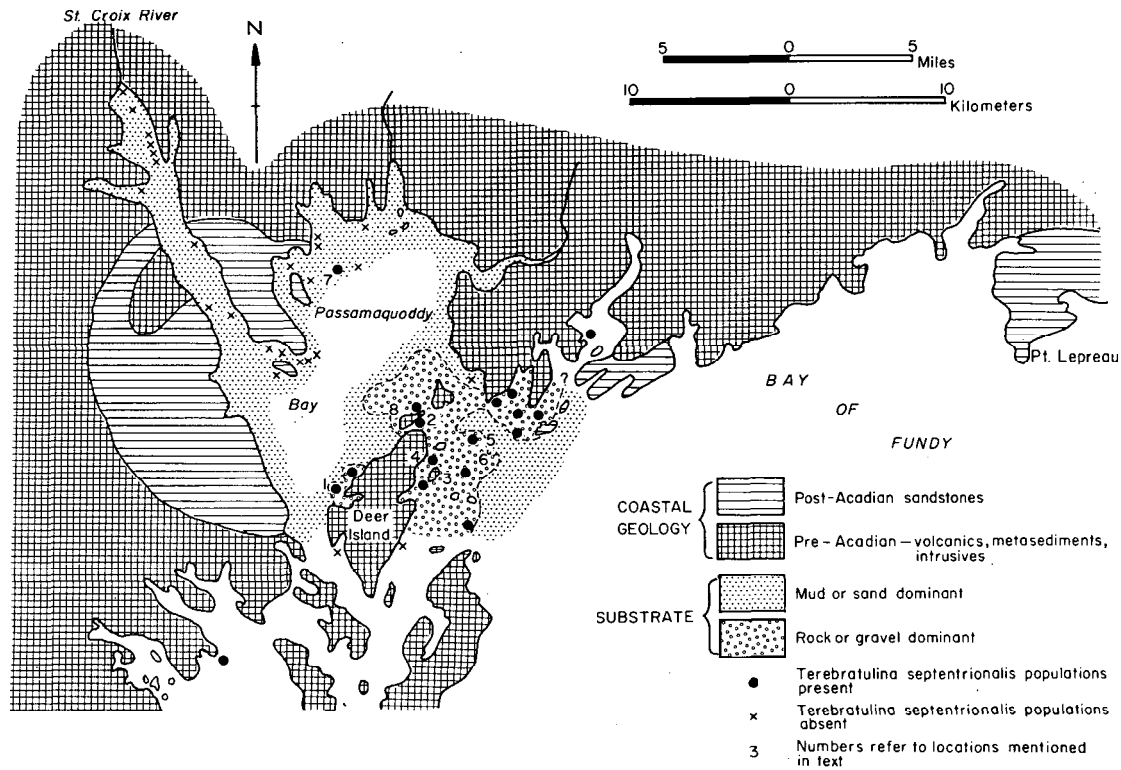 St. Croix River
N
5 0 5
Miles
10 0 10
Kilometers
7
Passamaquoddy
Bay
?
8
2
5
4
6
3
1
Deer
Island
Pt. Lepreau
BAY
OF
FUNDY
COASTAL
GEOLOGY
Post-Acadian sandstones
Pre-Acadian-volcanics, metasediments,
intrusives
SUBSTRATE
Mud or sand dominant
Rock or gravel dominant
Terebratulina septentrionalis populations
present
x Terebratulina septentrionalis populations
absent
3 Numbers refer to locations mentioned
in text